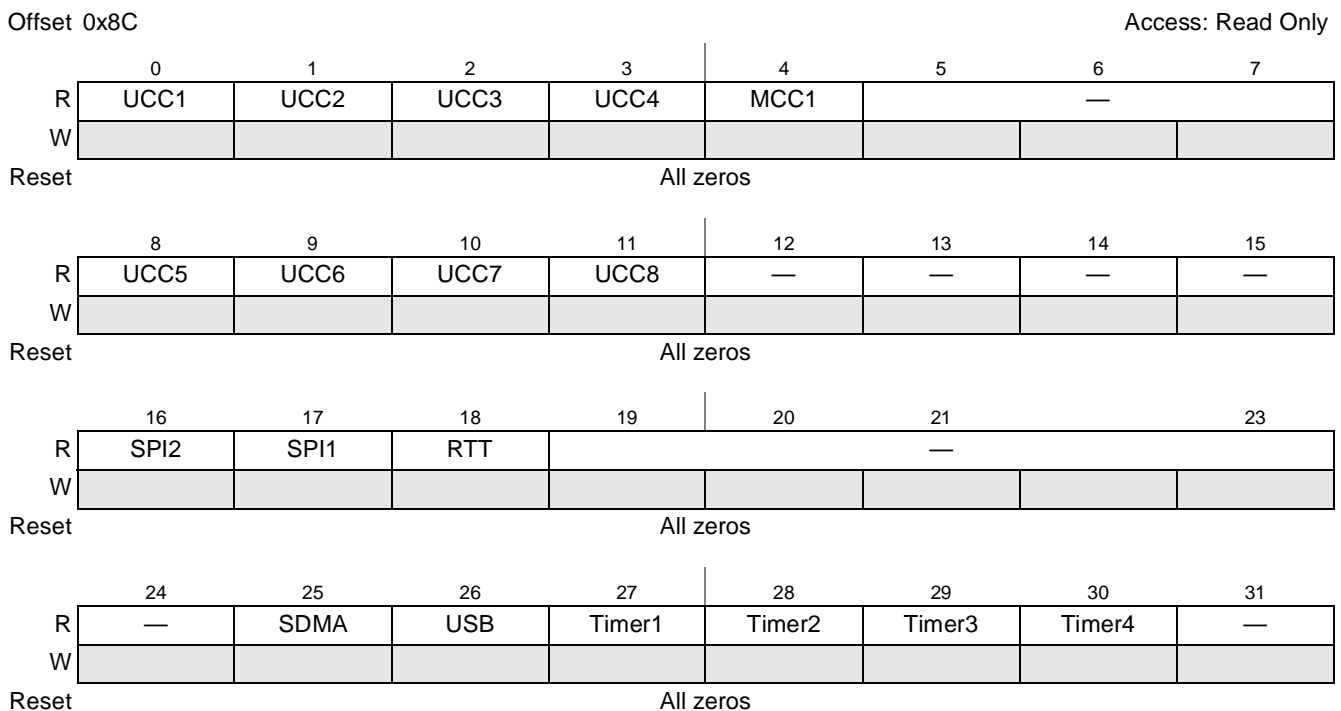 Offset 0x8C Access: Read Only
0 1 2 3 4 5 6 7
R UCC1 UCC2 UCC3 UCC4 MCC1 —
W
Reset All zeros
8 9 10 11 12 13 14 15
R UCC5 UCC6 UCC7 UCC8 — — — —
W
Reset All zeros
16 17 18 19 20 21 23
R SPI2 SPI1 RTT —
W
Reset All zeros
24 25 26 27 28 29 30 31
R — SDMA USB Timer1 Timer2 Timer3 Timer4 —
W
Reset All zeros